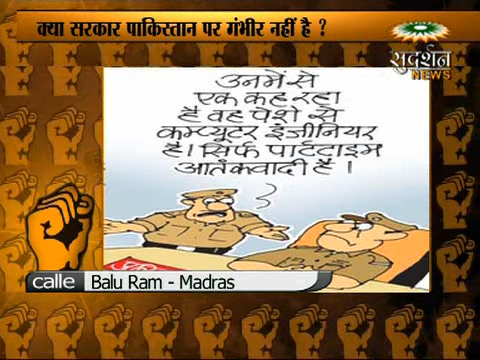 क्या सरकार पाकिस्तान पर गंभीर नहीं है ?
सुदर्शन
NEWS
उनमें से
एक कह रहा
है वह पेशे से
कम्प्यूटर इंजीनियर
है। सिर्फ पार्टटाइम
आतंकवादी है ।
calle
Balu Ram - Madras